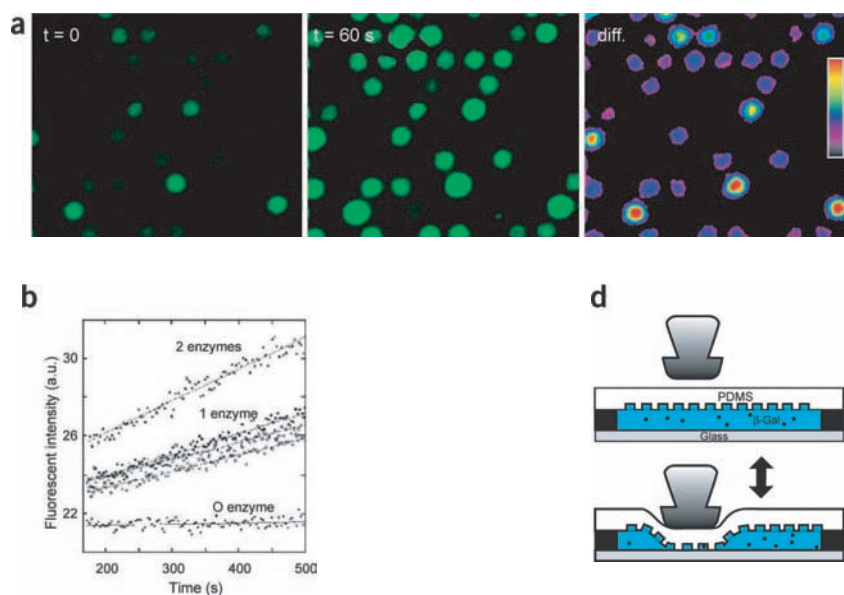 a
t = 0
t = 60 s
diff.
b
Fluorescent intensity (a.u.)
30
26
22
2 enzymes
1 enzyme
O enzyme
200
300
400
500
Time (s)
d
PDMS
β-Gal
Glass